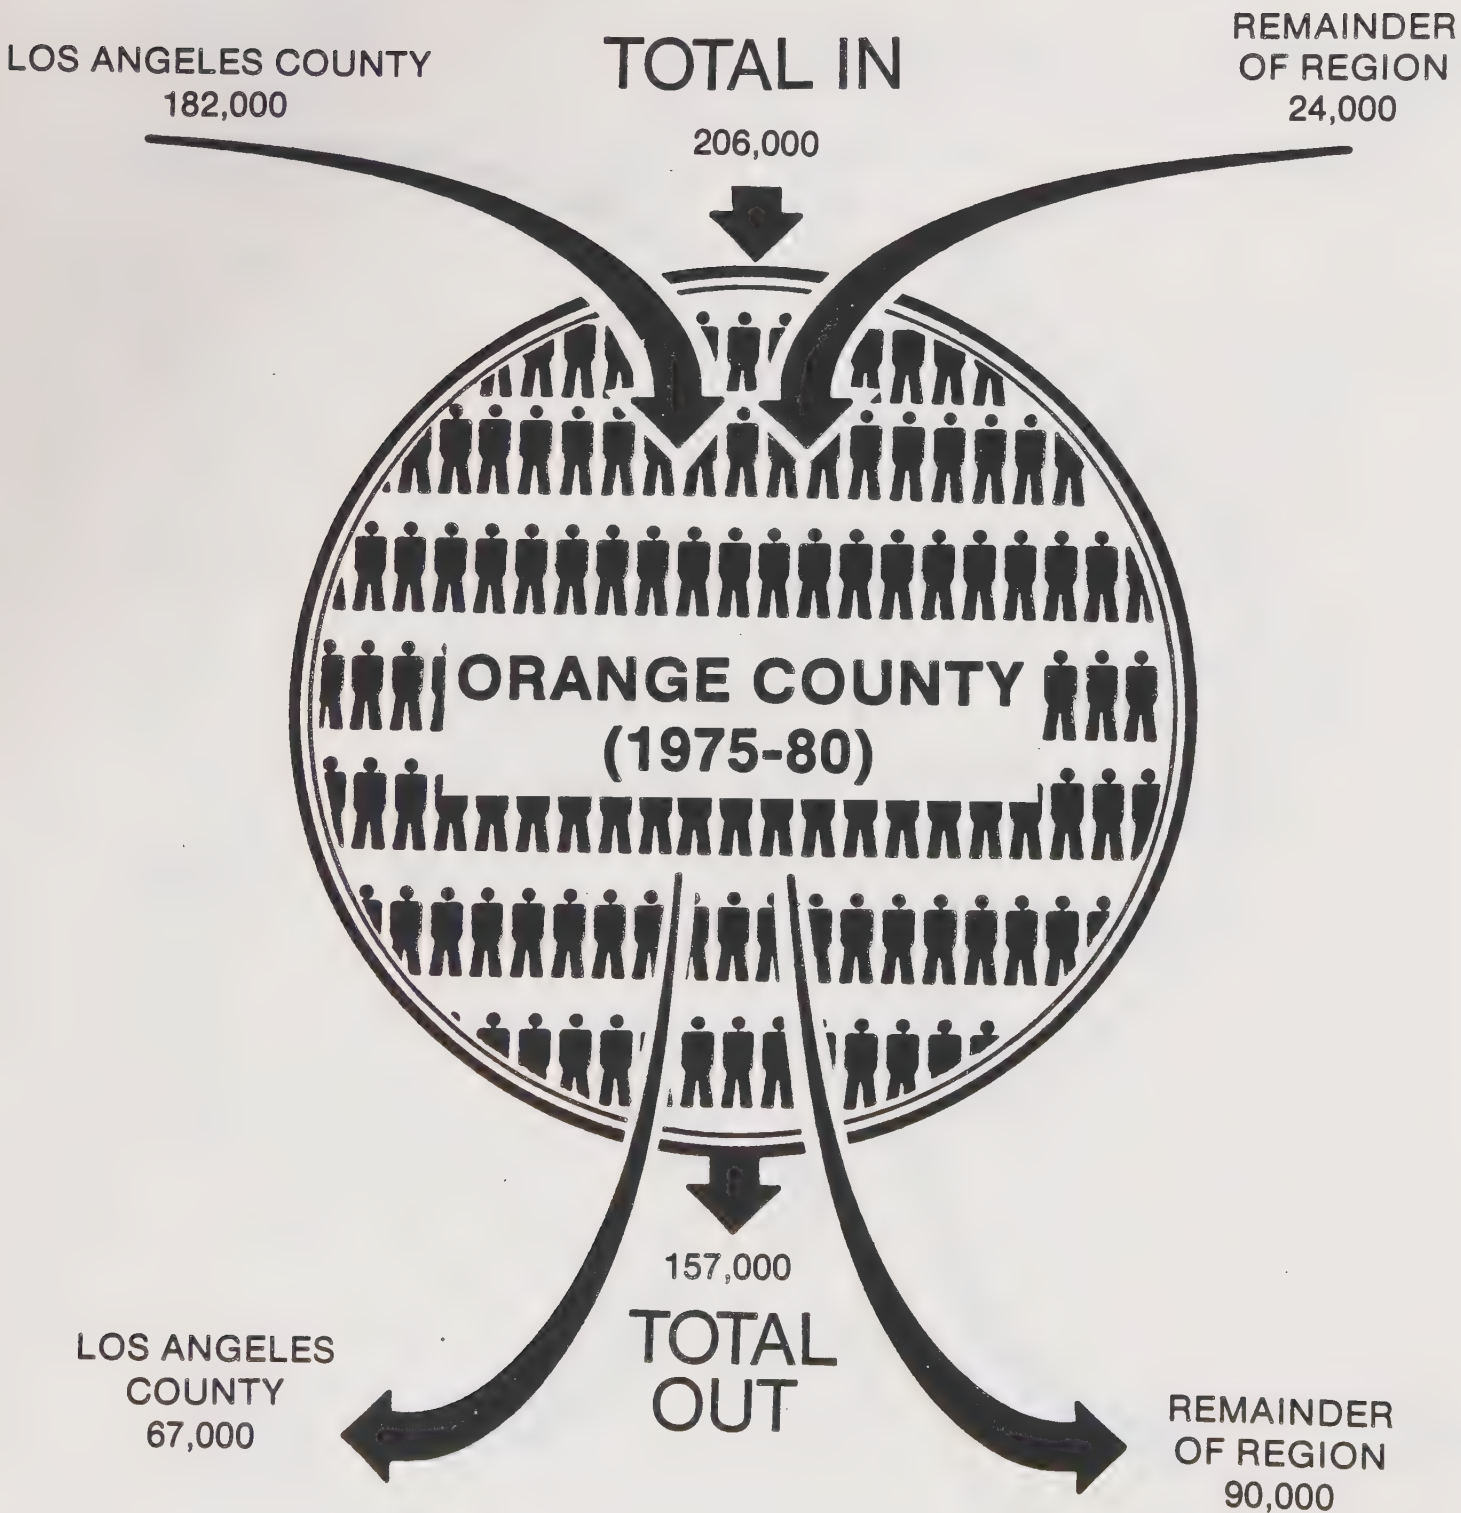 LOS ANGELES COUNTY
182,000
TOTAL IN
206,000
REMAINDER
OF REGION
24,000
ORANGE COUNTY
(1975-80)
157,000
TOTAL
OUT
LOS ANGELES
COUNTY
67,000
REMAINDER
OF REGION
90,000